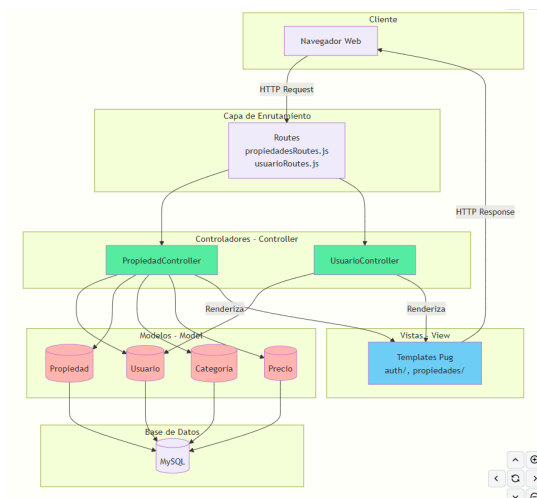 Cliente
Navegador Web
HTTP Request
Capa de Enrutamiento
Routes
propiedadesRoutes.js
usuarioRoutes.js
HTTP Response
Controladores - Controller
PropiedadController
UsuarioController
Renderiza
Renderiza
Modelos - Model
Vistas - View
Propiedad
Usuario
Categoria
Precio
Templates Pug
auth/, propiedades/
Base de Datos
MySQL